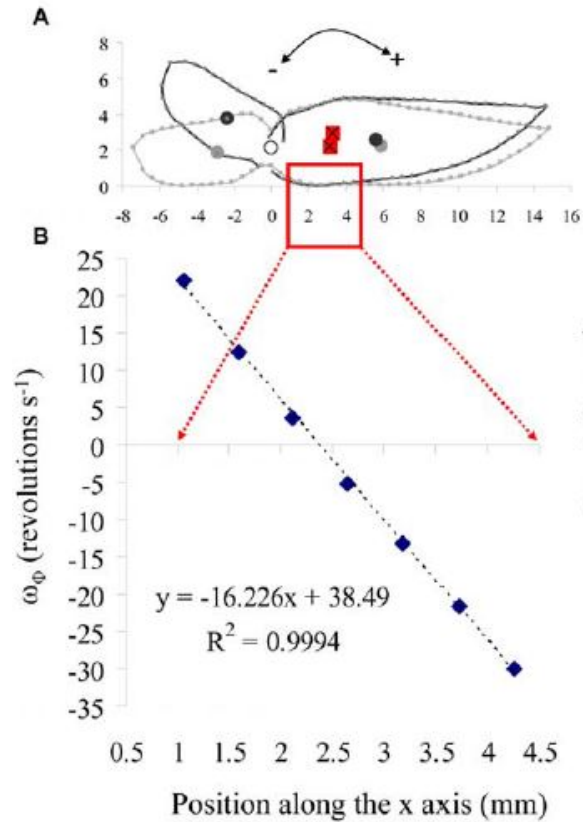 A
8
6
4
2
0
- +
-8 -6 -4 -2 0 2 4 6 8 10 12 14 16
B
25
20
15
10
5
0
-5
-10
-15
-20
-25
-30
-35
ωΦ (revolutions s-1)
y = -16.226x + 38.49
R2 = 0.9994
0.5 1 1.5 2 2.5 3 3.5 4 4.5
Position along the x axis (mm)